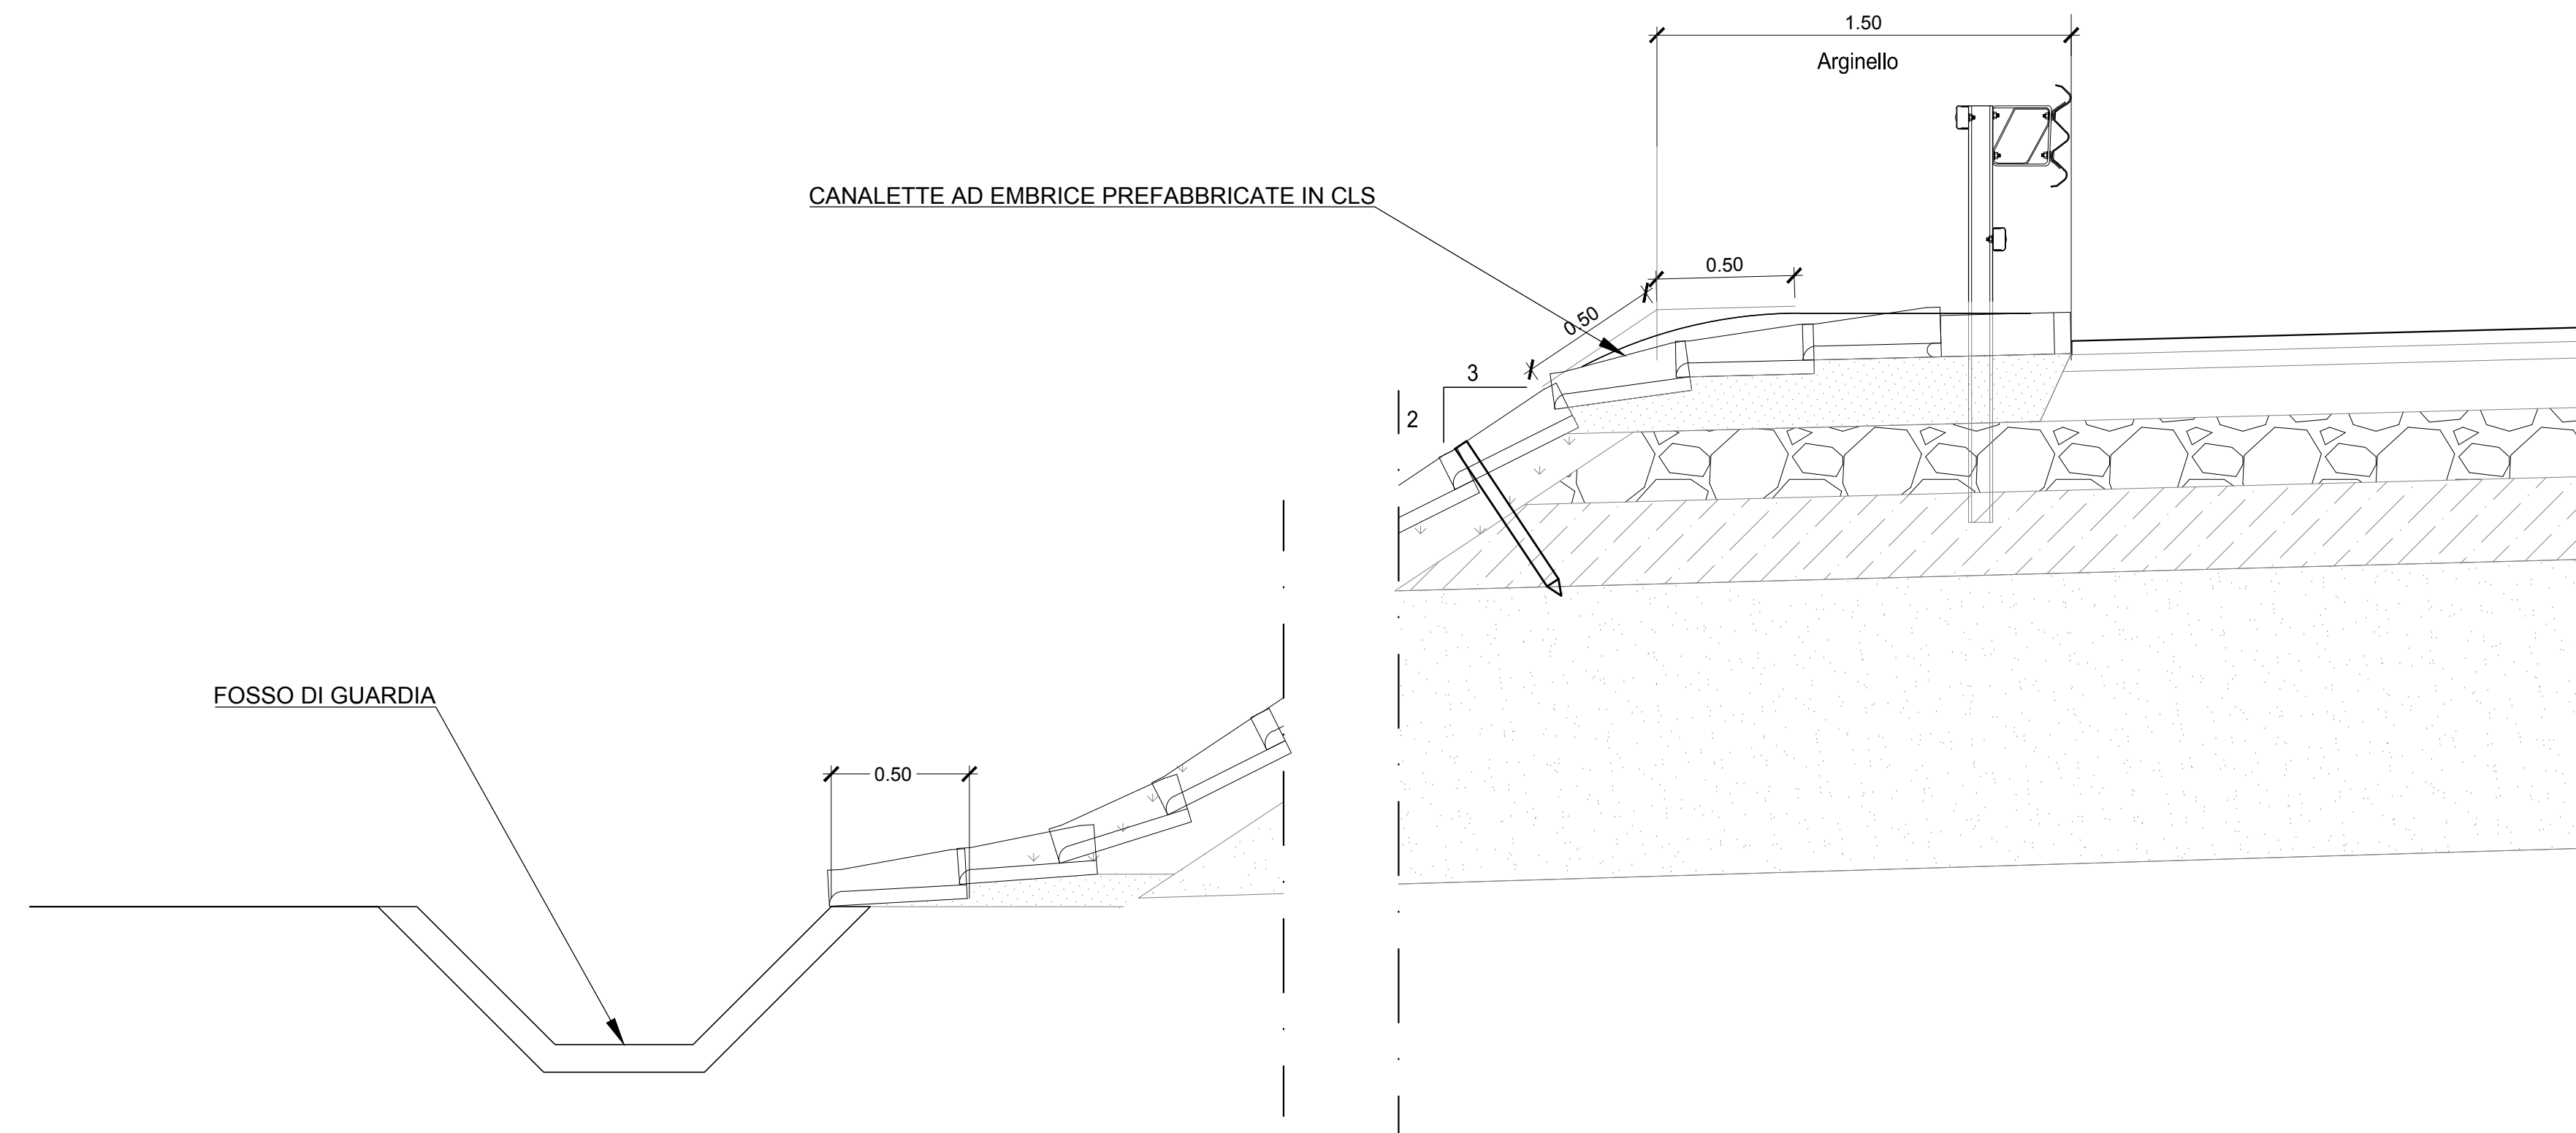 1.50
Arginello
CANALETTE AD EMBRICE PREFABBRICATE IN CLS
0.50
0.50
3
2
FOSSO DI GUARDIA
0.50